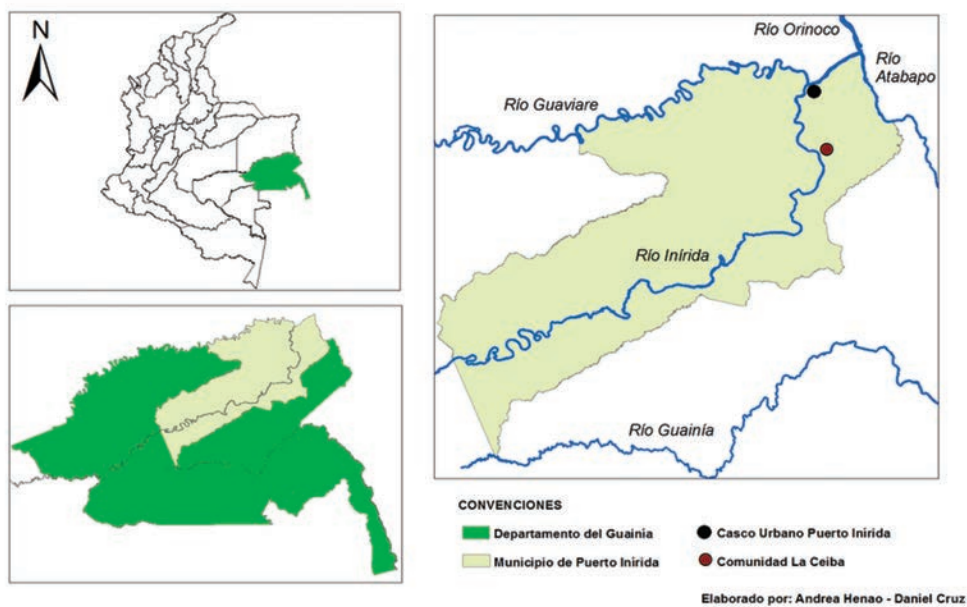 N
Río Orinoco
Río
Atabapo
Río Guaviare
Río Inírida
Río Guainía
CONVENCIONES
Departamento del Guainía
Casco Urbano Puerto Inírida
Municipio de Puerto Inírida
Comunidad La Ceiba
Elaborado por: Andrea Henao - Daniel Cruz